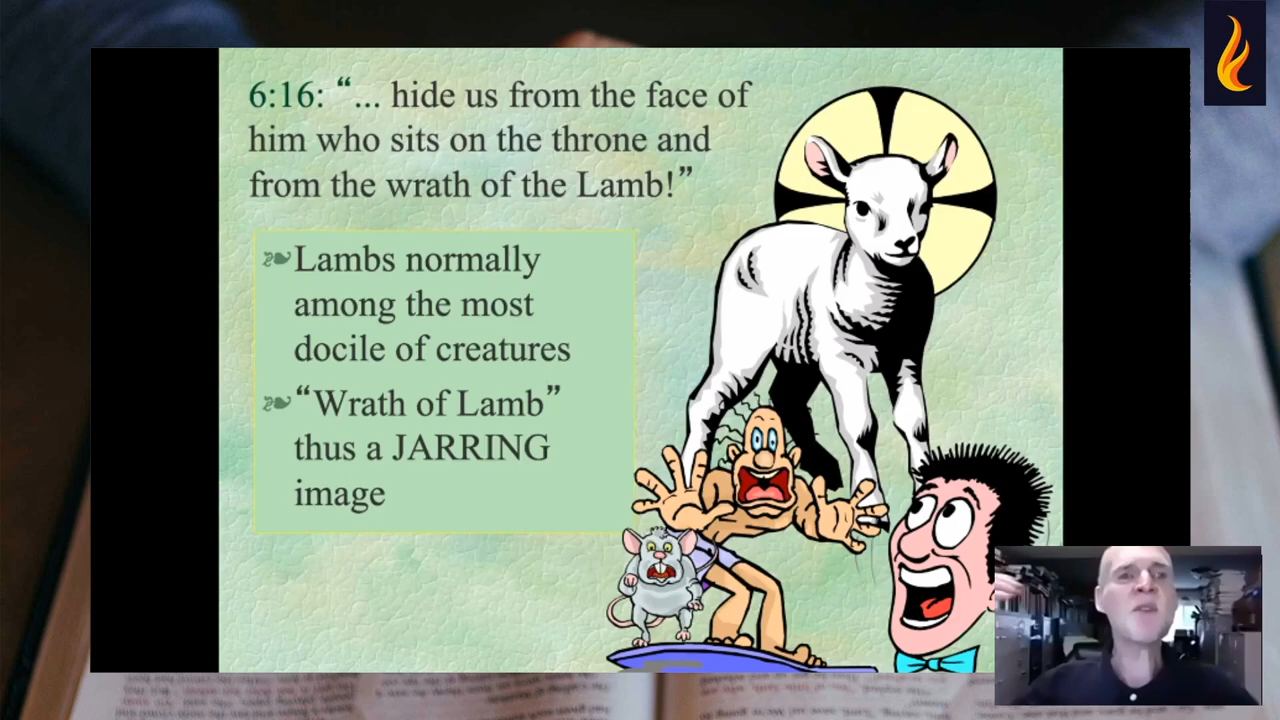 6:16: “... hide us from the face of
him who sits on the throne and
from the wrath of the Lamb!”
Lambs normally
among the most
docile of creatures
“Wrath of Lamb”
thus a JARRING
image